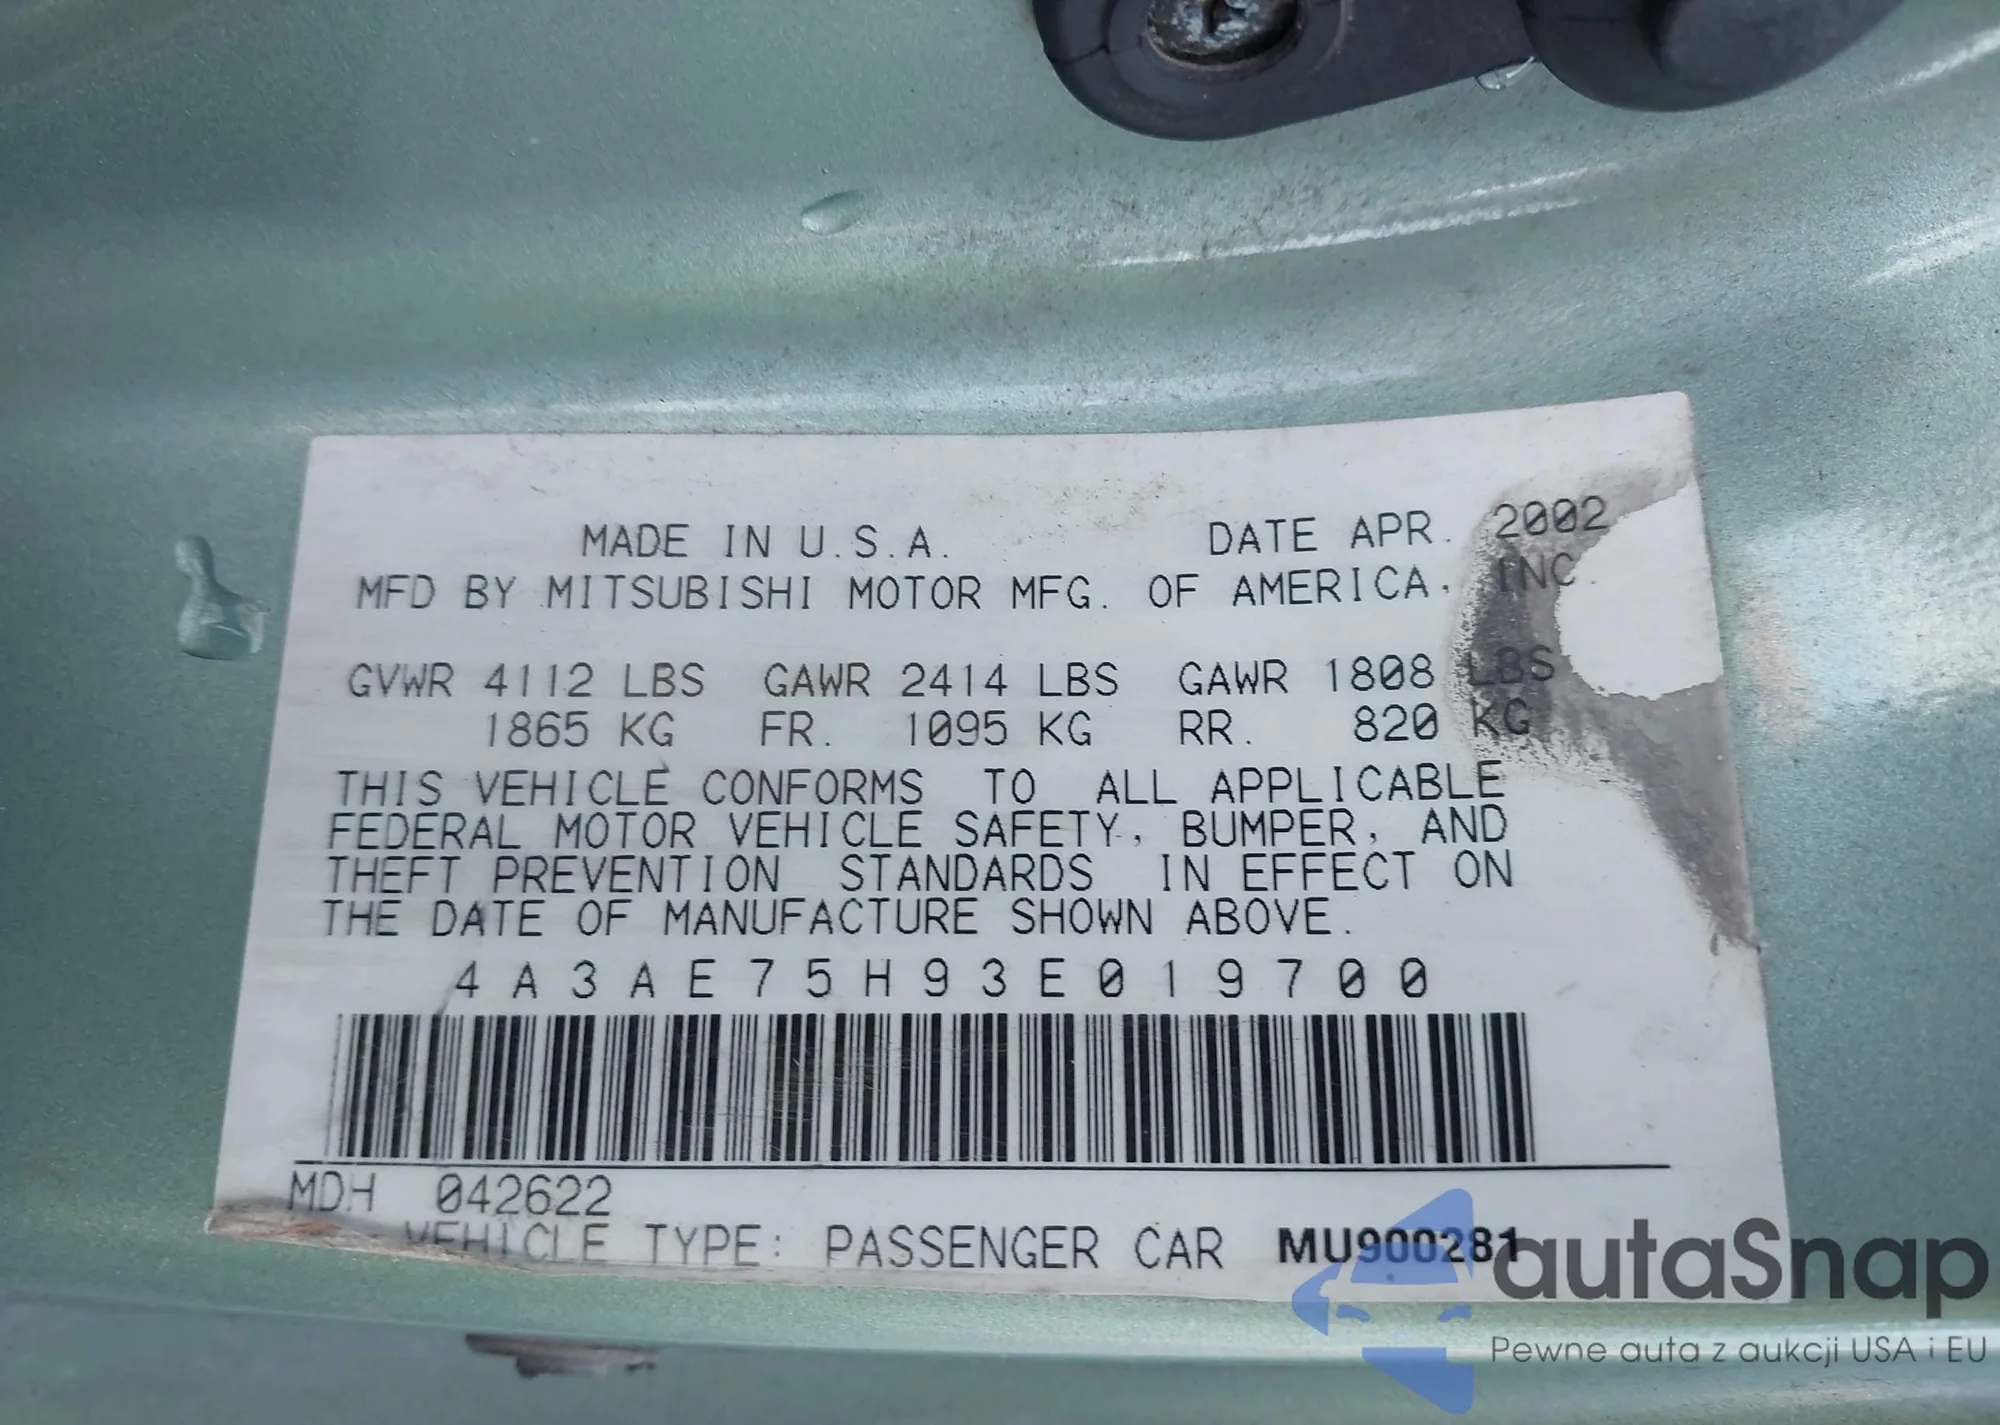 MADE IN U.S.A. DATE APR. 2002
MFD BY MITSUBISHI MOTOR MFG. OF AMERICA, INC.
GVWR 4112 LBS GAWR 2414 LBS GAWR 1808 LBS
1865 KG FR. 1095 KG RR. 820 KG
THIS VEHICLE CONFORMS TO ALL APPLICABLE
FEDERAL MOTOR VEHICLE SAFETY, BUMPER, AND
THEFT PREVENTION STANDARDS IN EFFECT ON
THE DATE OF MANUFACTURE SHOWN ABOVE.
4A3AE75H93E019700
MDH 042622
VEHICLE TYPE: PASSENGER CAR MU900281
autaSnap
Pewne auta z aukcji USA i EU